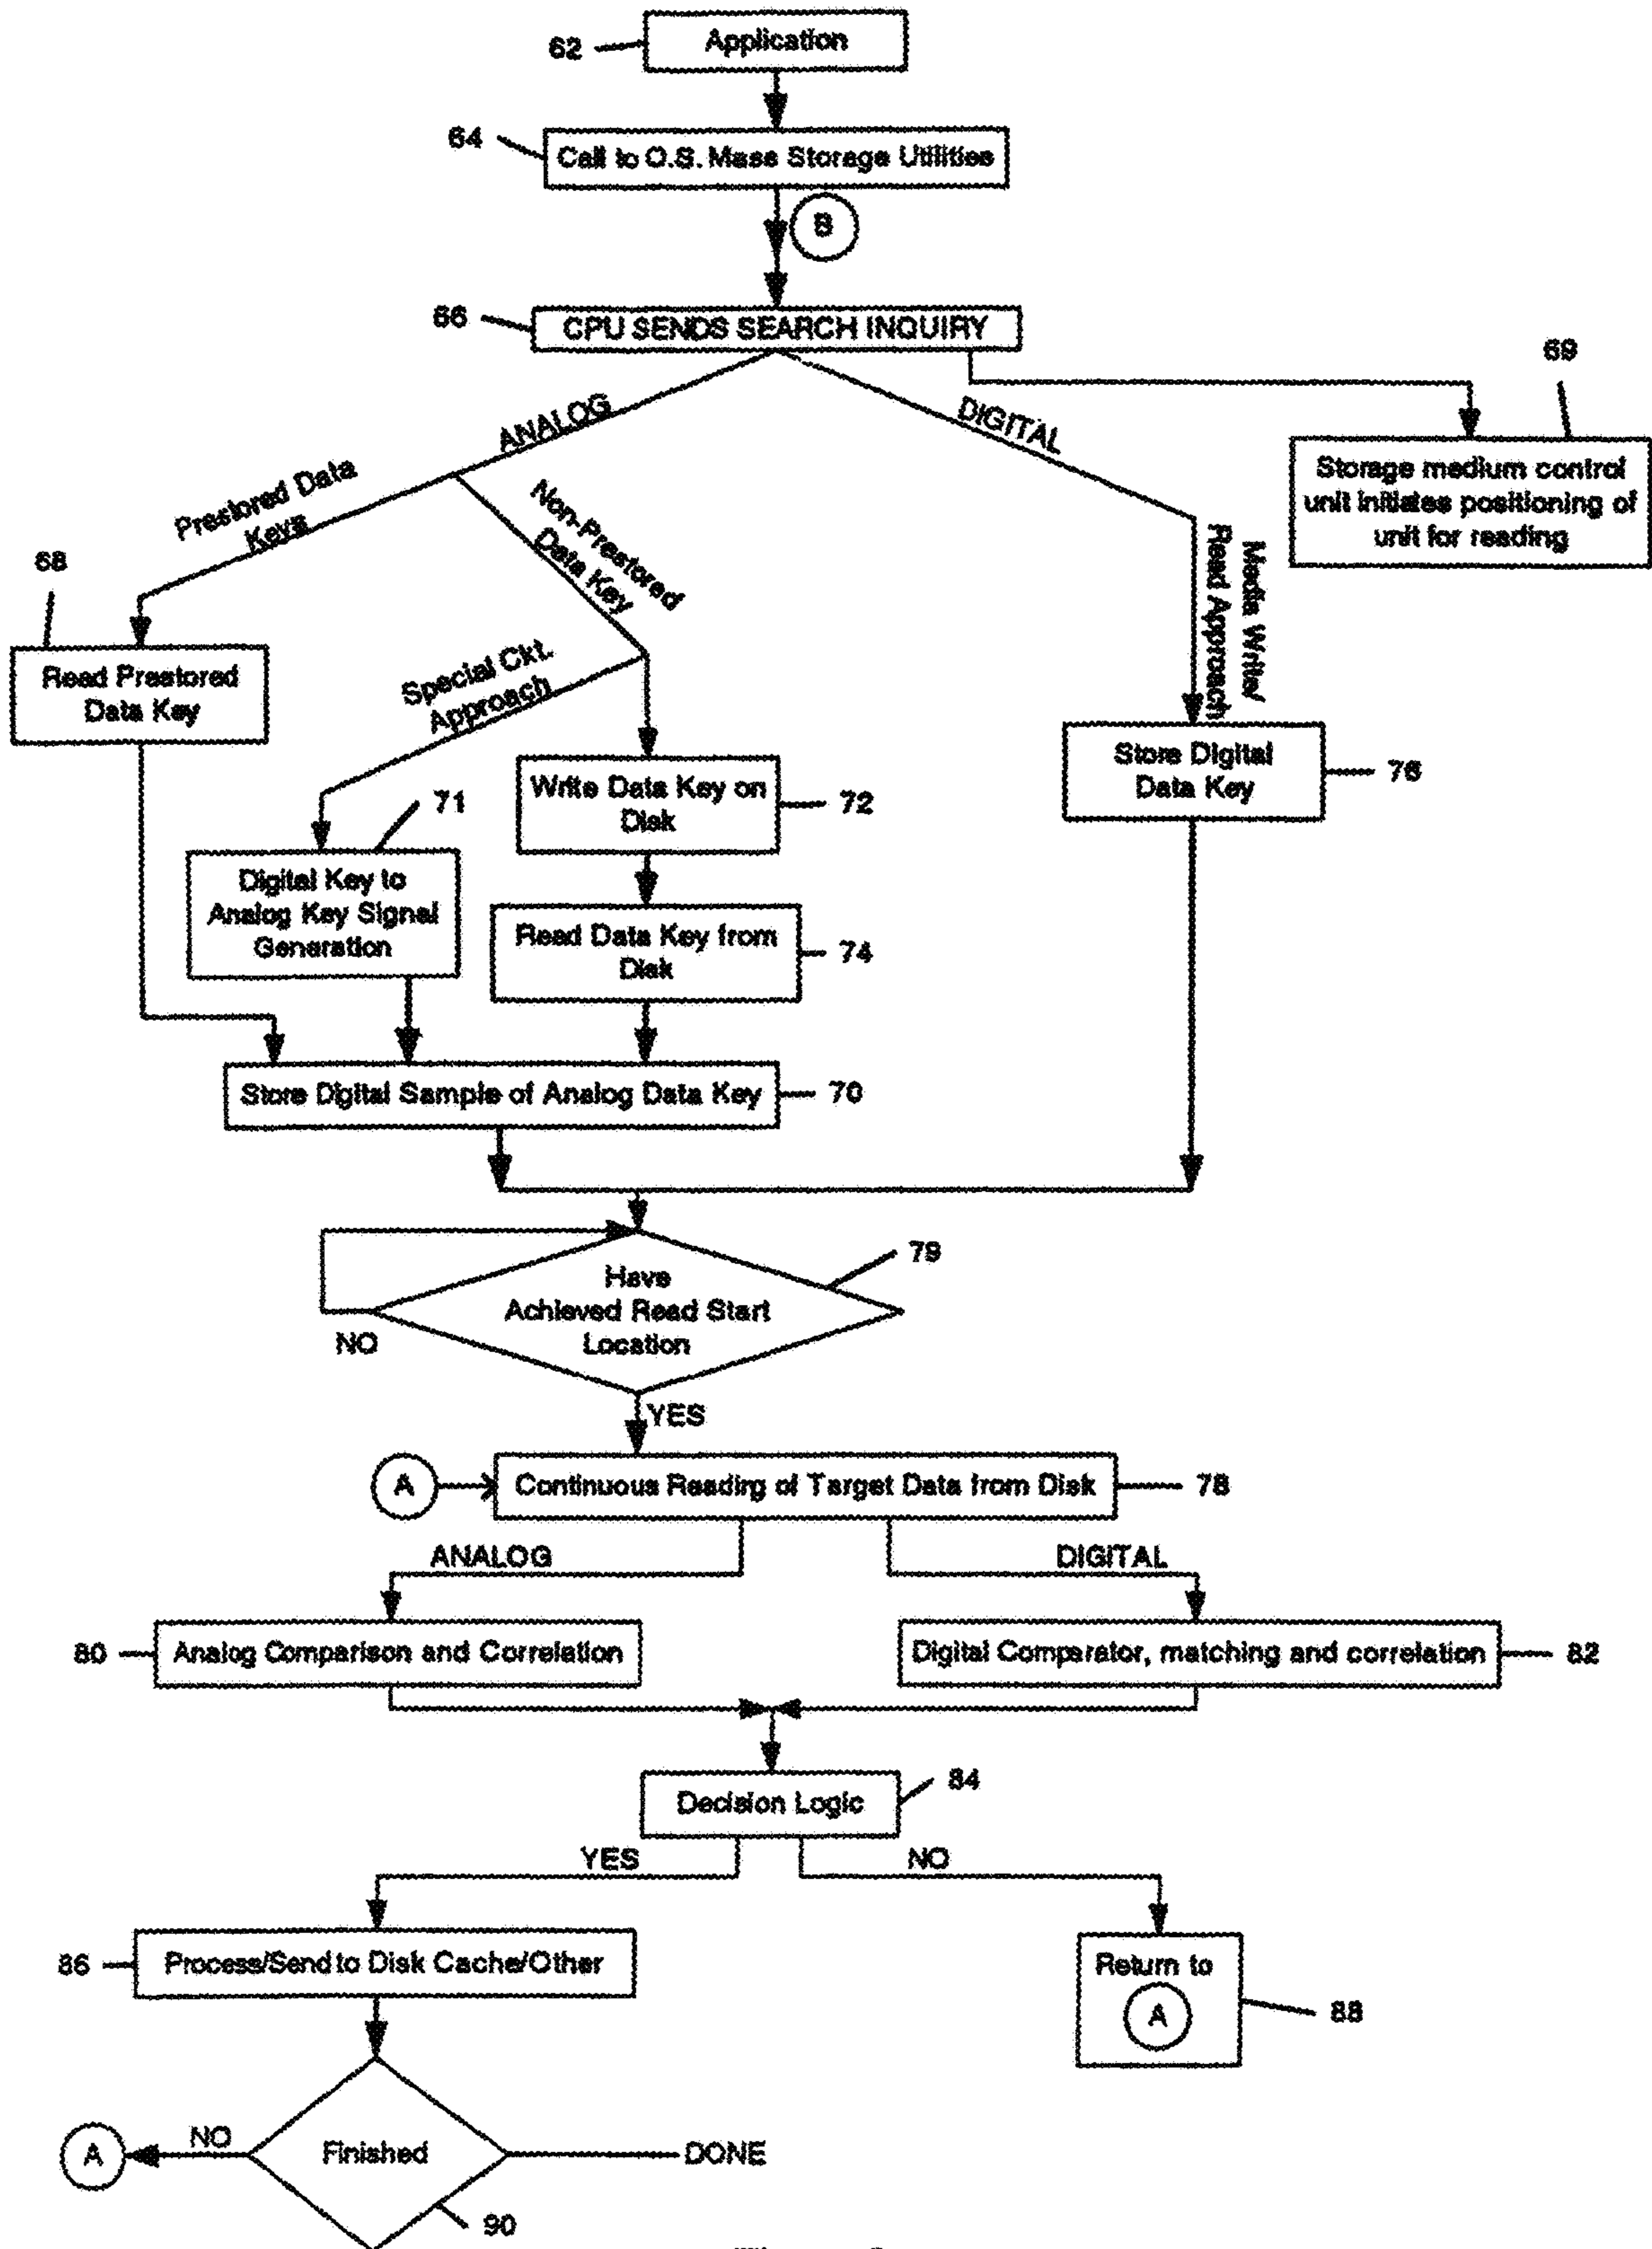 62
Application
64
Call to O.S. Mass Storage Utilities
B
66
CPU SENDS SEARCH INQUIRY
69
ANALOG
DIGITAL
Storage medium control
unit initiates positioning of
unit for reading
Prestored Data
Keys
Non-Prestored
Data Key
Media Write/
Read Approach
68
Read Prestored
Data Key
Special Ckt.
Approach
Store Digital
Data Key
76
71
Write Data Key on
Disk
72
Digital Key to
Analog Key Signal
Generation
Read Data Key from
Disk
74
Store Digital Sample of Analog Data Key
70
79
Have
Achieved Read Start
Location
NO
YES
A
Continuous Reading of Target Data from Disk
78
ANALOG
DIGITAL
80
Analog Comparison and Correlation
Digital Comparator, matching and correlation
82
Decision Logic
84
YES
NO
86
Process/Send to Disk Cache/Other
Return to
A
88
A
NO
Finished
DONE
90